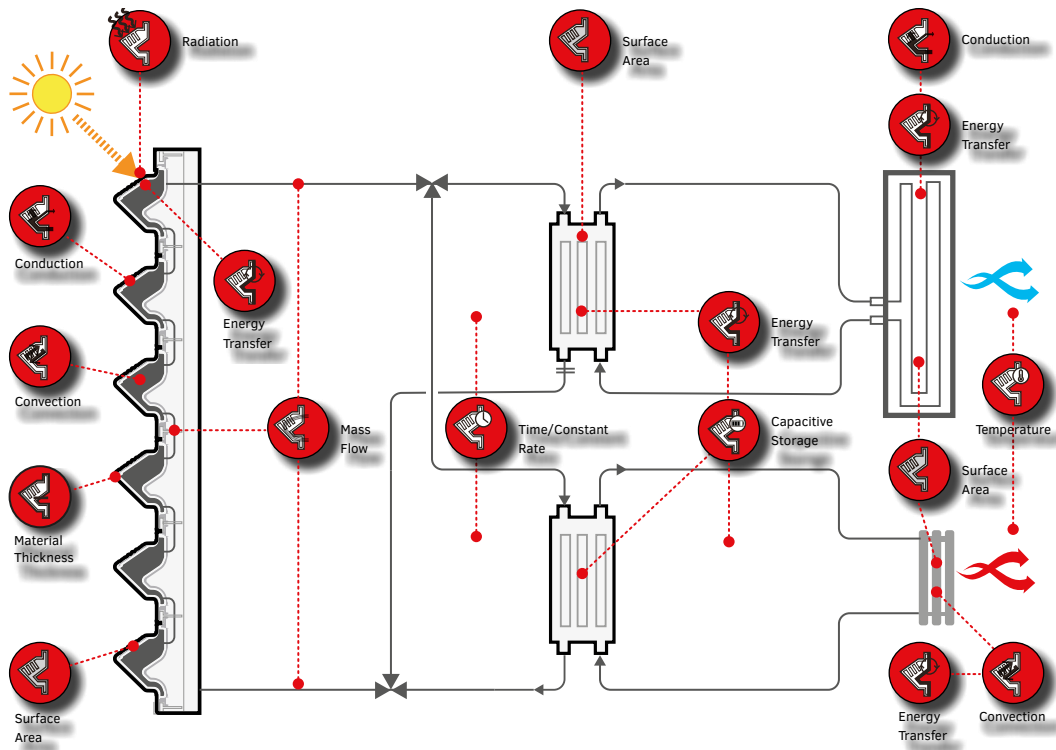 Radiation
Surface
Area
Conduction
Energy
Transfer
Conduction
Energy
Transfer
Energy
Transfer
Convection
Temperature
Mass
Flow
Time/Constant
Rate
Capacitive
Storage
Surface
Area
Material
Thickness
Surface
Area
Energy
Transfer
Convection